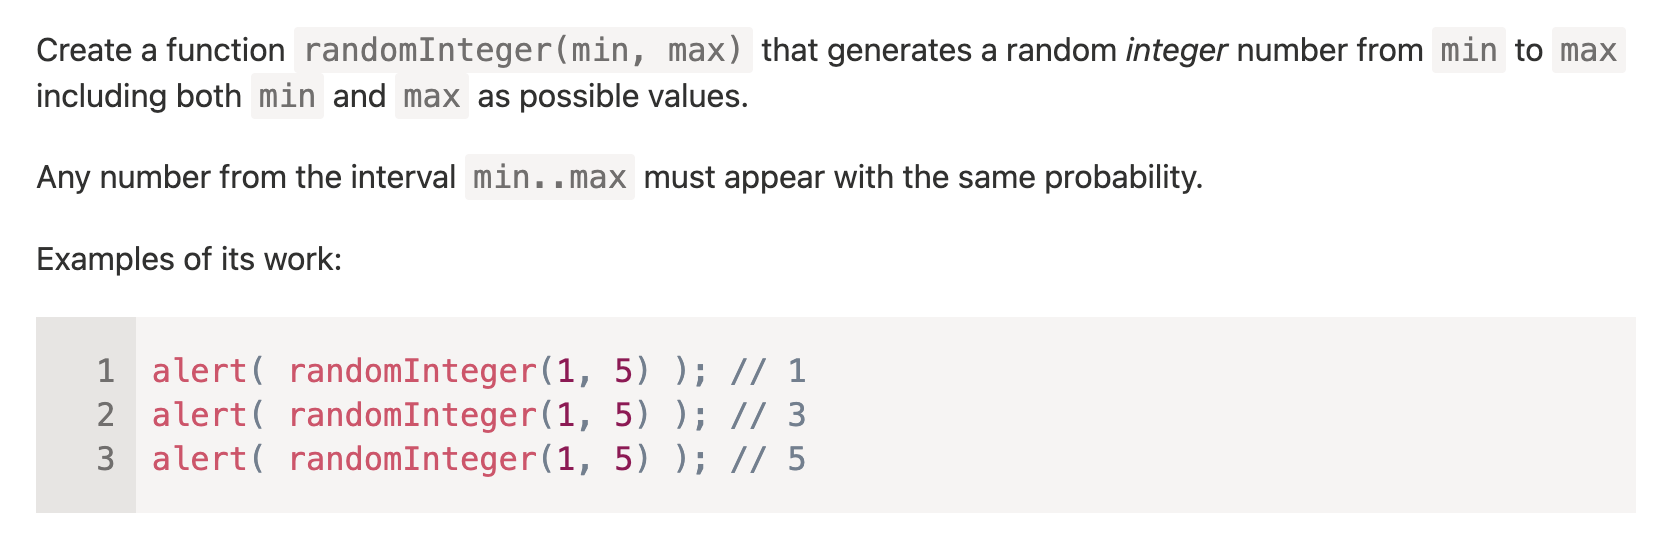 Create a function randomInteger(min, max) that generates a random integer number from min to max
including both min and max as possible values.
Any number from the interval min..max must appear with the same probability.
Examples of its work:
1 alert( randomInteger(1, 5) ); // 1
2 alert( randomInteger(1, 5) ); // 3
3 alert( randomInteger(1, 5) ); // 5